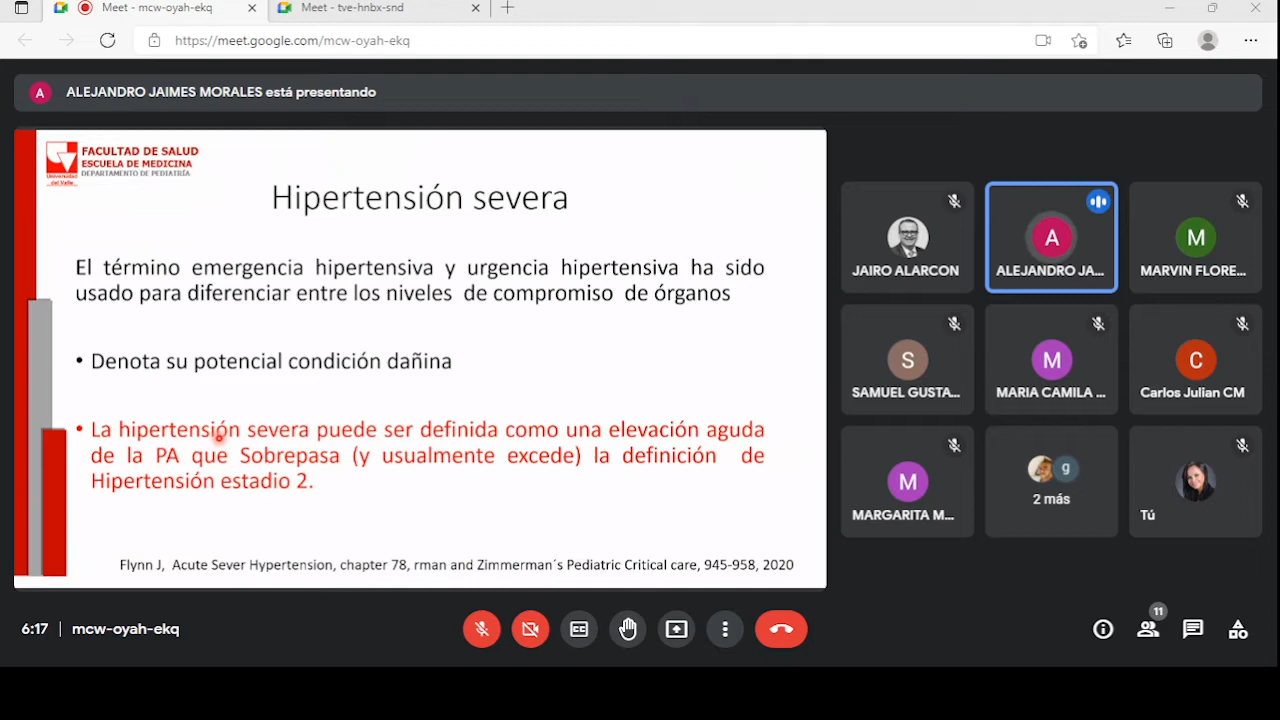 Meet - mcw-oyah-ekq
Meet - tve-hnbx-snd
https://meet.google.com/mcw-oyah-ekq
A
ALEJANDRO JAIMES MORALES está presentando
Universidad
del Valle
FACULTAD DE SALUD
ESCUELA DE MEDICINA
DEPARTAMENTO DE PEDIATRÍA
Hipertensión severa
El término emergencia hipertensiva y urgencia hipertensiva ha sido
usado para diferenciar entre los niveles de compromiso de órganos
• Denota su potencial condición dañina
• La hipertensión severa puede ser definida como una elevación aguda
de la PA que Sobrepasa (y usualmente excede) la definición de
Hipertensión estadio 2.
Flynn J, Acute Sever Hypertension, chapter 78, rman and Zimmerman´s Pediatric Critical care, 945-958, 2020
JAIRO ALARCON
A
ALEJANDRO JA...
M
MARVIN FLORE...
S
SAMUEL GUSTA...
M
MARIA CAMILA ...
C
Carlos Julian CM
M
MARGARITA M...
g
2 más
Tú
6:17 | mcw-oyah-ekq
CC
11